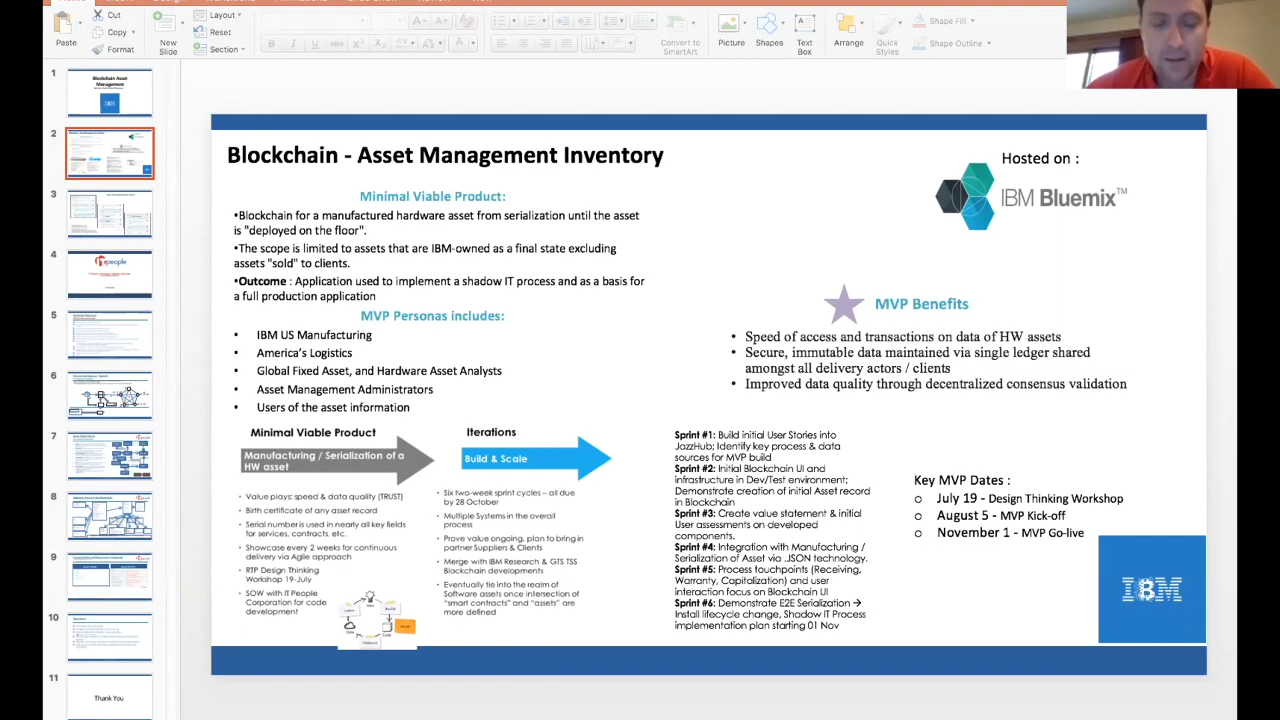 Cut
Layout
Copy
Reset
Paste
Format
New
Slide
Section
Convert to
SmartArt
Picture
Shapes
Text
Box
Arrange
Quick
Styles
Shape Fill
Shape Outline
1
Blockchain Asset
Management
2
3
4
5
6
7
8
9
10
11
Thank You
Blockchain - Asset Management Inventory
Hosted on :
IBM Bluemix™
Minimal Viable Product:
•Blockchain for a manufactured hardware asset from serialization until the asset
is "deployed on the floor".
•The scope is limited to assets that are IBM-owned as a final state excluding
assets "sold" to clients.
•Outcome : Application used to implement a shadow IT process and as a basis for
a full production application
MVP Personas includes:
• IBM US Manufacturing
• America's Logistics
• Global Fixed Asset, and Hardware Asset Analysts
• Asset Management Administrators
• Users of the asset information
MVP Benefits
• Speed of access and transactions on data of HW assets
• Secure, immutable data maintained via single ledger shared
amongst all delivery actors / clients
• Improved data quality through decentralized consensus validation
Minimal Viable Product
Manufacturing / Serialization of a
HW asset
• Value plays: speed & data quality (TRUST)
• Birth certificate of any asset record
• Serial number is used in nearly all key fields
for services, contracts, etc.
• Showcase every 2 weeks for continuous
delivery via Agile approach
• RTP Design Thinking
Workshop 19-July
• SOW with IT People
Corporation for code
development
Iterations
Build & Scale
• Six two-week sprint cycles – all due
by 28 October
• Multiple Systems in the overall
process
• Prove value ongoing, plan to bring in
partner Suppliers & Clients
• Merge with IBM Research & GTS TSS
Blockchain developments
• Eventually tie into the realm of
Software assets once intersection of
"smart contracts" and "assets" are
more defined
Sprint #1: Build initial User Stories into
JazzHub; Identify key process & data
sources for MVP build
Sprint #2: Initial Blockchain UI and
infrastructure in Dev/Test environment;
Demonstrate creation of initial Asset record
in Blockchain
Sprint #3: Create value statement & initial
User assessments on developed
components.
Sprint #4: Integration with Manufacturing /
Serialization of Asset via .JSON technology.
Sprint #5: Process touchpoints (Receiving,
Warranty, Capitalization) and user
interaction focus on Blockchain UI
Sprint #6: Demonstrate E2E Serialization →
Install lifecycle change, Shadow IT Process
implementation plan starting 01 Nov
Key MVP Dates :
o July 19 - Design Thinking Workshop
o August 5 - MVP Kick-off
o November 1 - MVP Go-live
IBM